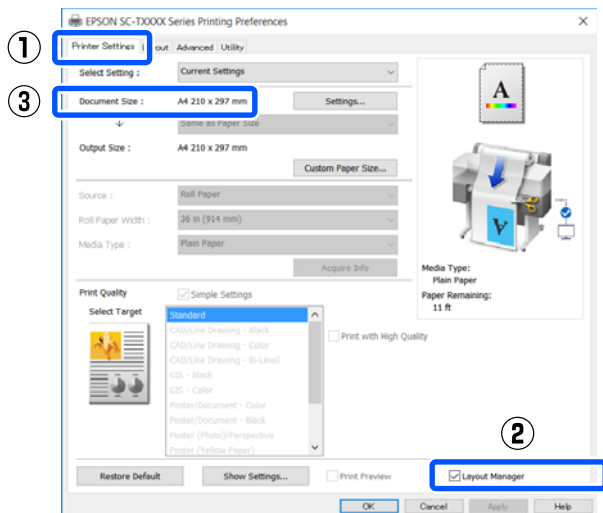 EPSON SC-TXXXX Series Printing Preferences
①
Printer Settings Layout Advanced Utility
Select Setting : Current Settings
③
Document Size : A4 210 x 297 mm Settings...
Same as Paper Size
Output Size : A4 210 x 297 mm
Custom Paper Size...
Source : Roll Paper
Roll Paper Width : 36 in (914 mm)
Media Type : Plain Paper
Acquire Info
A
A
Media Type:
Plain Paper
Paper Remaining:
11 ft
Print Quality Simple Settings
Select Target
Standard
CAD/Line Drawing - Black
CAD/Line Drawing - Color
CAD/Line Drawing - Bi-Level
GIS - Black
GIS - Color
Poster/Document - Color
Poster/Document - Black
Poster (Photo)/Perspective
Poster (Yellow Paper)
Print with High Quality
②
Restore Default Show Settings... Print Preview Layout Manager
OK Cancel Apply Help